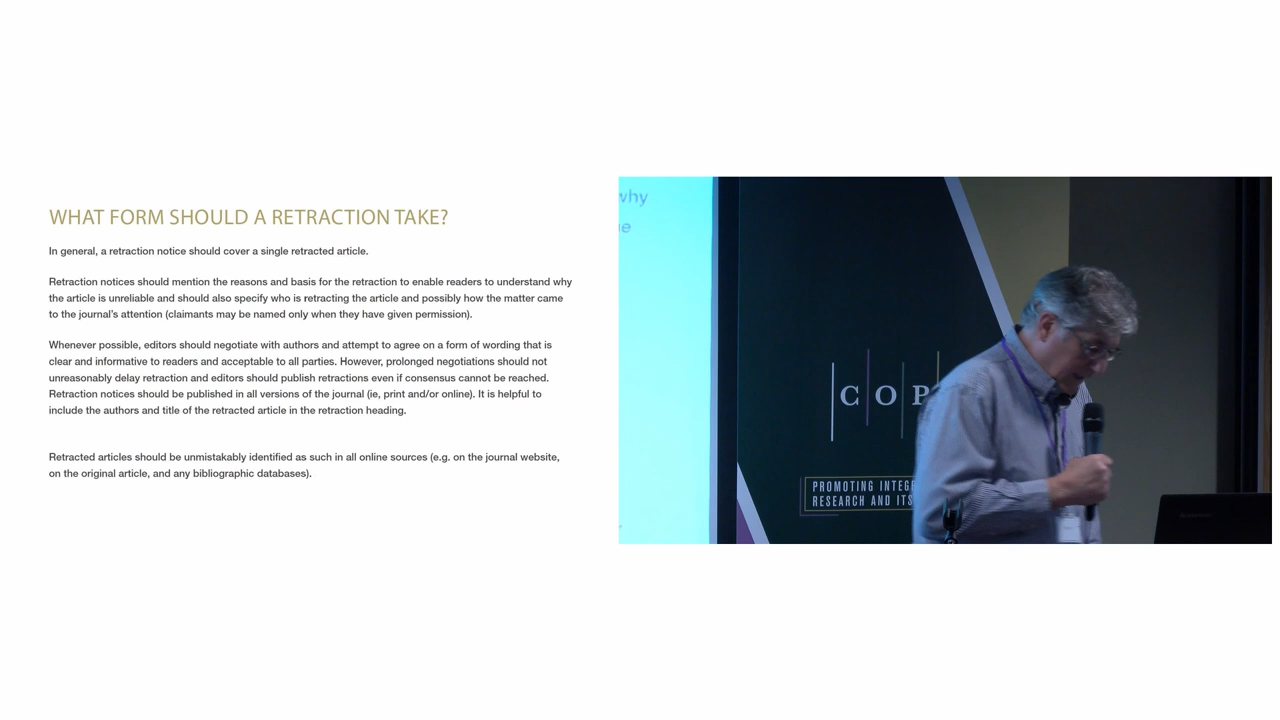 WHAT FORM SHOULD A RETRACTION TAKE?
In general, a retraction notice should cover a single retracted article.
Retraction notices should mention the reasons and basis for the retraction to enable readers to understand why
the article is unreliable and should also specify who is retracting the article and possibly how the matter came
to the journal's attention (claimants may be named only when they have given permission).
Whenever possible, editors should negotiate with authors and attempt to agree on a form of wording that is
clear and informative to readers and acceptable to all parties. However, prolonged negotiations should not
unreasonably delay retraction and editors should publish retractions even if consensus cannot be reached.
Retraction notices should be published in all versions of the journal (ie, print and/or online). It is helpful to
include the authors and title of the retracted article in the retraction heading.
Retracted articles should be unmistakably identified as such in all online sources (e.g. on the journal website,
on the original article, and any bibliographic databases).
why
C O P
PROMOTING INTEG
RESEARCH AND ITS